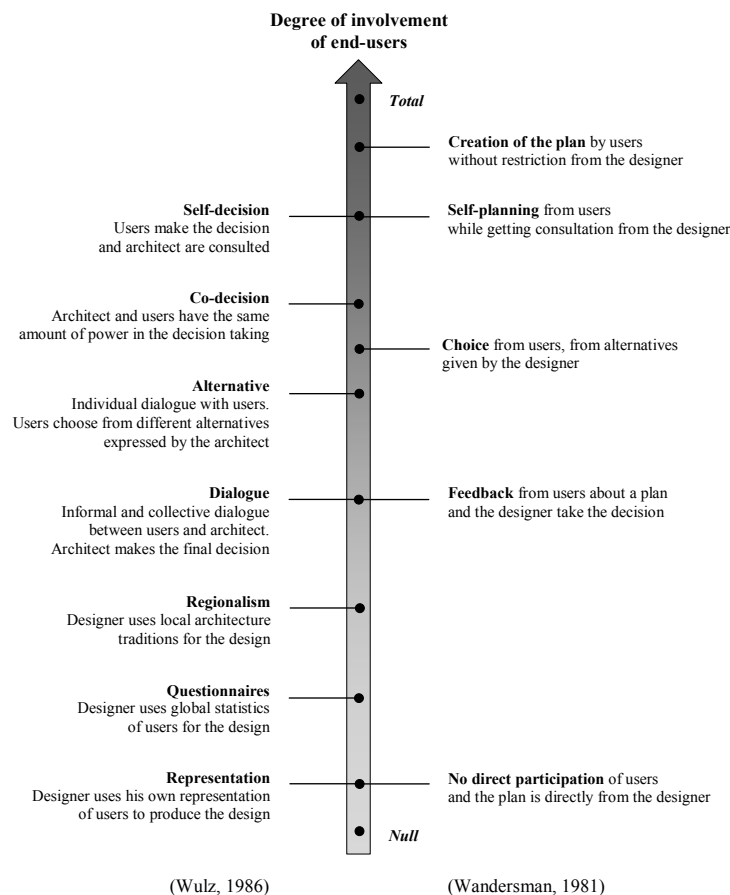 Degree of involvement
of end-users
Total
Creation of the plan by users
without restriction from the designer
Self-decision
Users make the decision
and architect are consulted
Self-planning from users
while getting consultation from the designer
Co-decision
Architect and users have the same
amount of power in the decision taking
Choice from users, from alternatives
given by the designer
Alternative
Individual dialogue with users.
Users choose from different alternatives
expressed by the architect
Dialogue
Informal and collective dialogue
between users and architect.
Architect makes the final decision
Feedback from users about a plan
and the designer take the decision
Regionalism
Designer uses local architecture
traditions for the design
Questionnaires
Designer uses global statistics
of users for the design
Representation
Designer uses his own representation
of users to produce the design
No direct participation of users
and the plan is directly from the designer
Null
(Wulz, 1986)
(Wandersman, 1981)